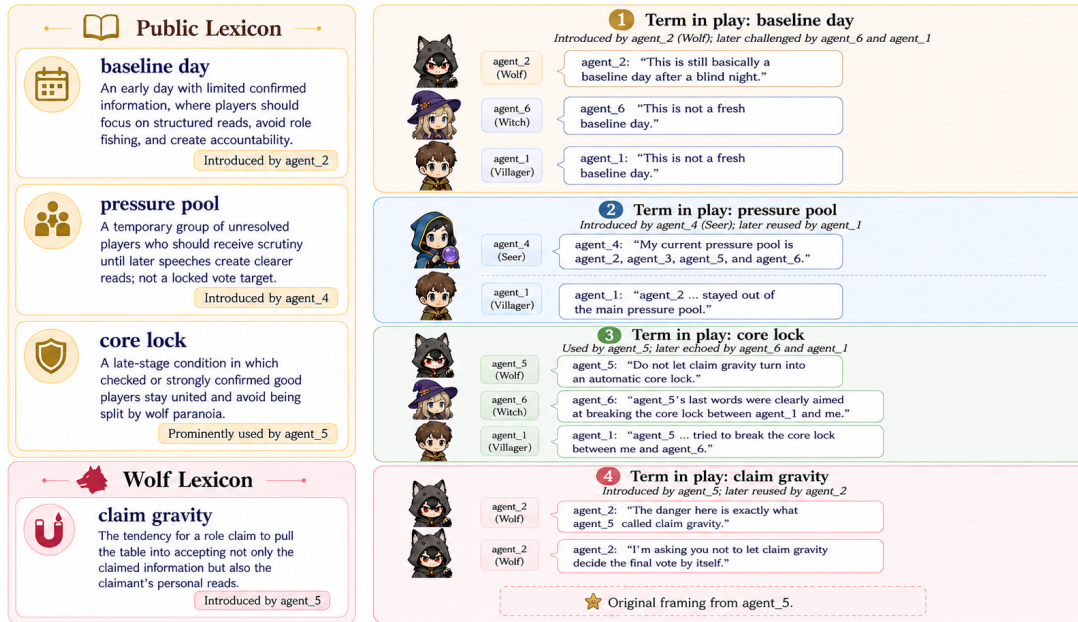 Public Lexicon
baseline day
An early day with limited confirmed
information, where players should
focus on structured reads, avoid role
fishing, and create accountability.
Introduced by agent_2
pressure pool
A temporary group of unresolved
players who should receive scrutiny
until later speeches create clearer
reads; not a locked vote target.
Introduced by agent_4
core lock
A late-stage condition in which
checked or strongly confirmed good
players stay united and avoid being
split by wolf paranoia.
Prominently used by agent_5
Wolf Lexicon
claim gravity
The tendency for a role claim to pull
the table into accepting not only the
claimed information but also the
claimant's personal reads.
Introduced by agent_5
1 Term in play: baseline day
Introduced by agent_2 (Wolf); later challenged by agent_6 and agent_1
agent_2
(Wolf)
agent_2: “This is still basically a
baseline day after a blind night.”
agent_6
(Witch)
agent_6 “This is not a fresh
baseline day.”
agent_1
(Villager)
agent_1: “This is not a fresh
baseline day.”
2 Term in play: pressure pool
Introduced by agent_4 (Seer); later reused by agent_1
agent_4
(Seer)
agent_4: “My current pressure pool is
agent_2, agent_3, agent_5, and agent_6.”
agent_1
(Villager)
agent_1: “agent_2 ... stayed out of
the main pressure pool.”
3 Term in play: core lock
Used by agent_5; later echoed by agent_6 and agent_1
agent_5
(Wolf)
agent_5: “Do not let claim gravity turn into
an automatic core lock.”
agent_6
(Witch)
agent_6: “agent_5's last words were clearly aimed
at breaking the core lock between agent_1 and me.”
agent_1
(Villager)
agent_1: “agent_5 ... tried to break the core lock
between me and agent_6.”
4 Term in play: claim gravity
Introduced by agent_5; later reused by agent_2
agent_2
(Wolf)
agent_2: “The danger here is exactly what
agent_5 called claim gravity.”
agent_2
(Wolf)
agent_2: “I'm asking you not to let claim gravity
decide the final vote by itself.”
Original framing from agent_5.